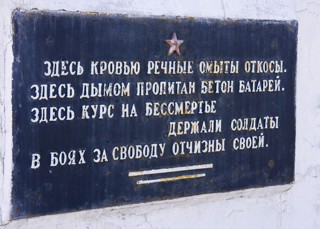 ЗДЕСЬ КРОВЬЮ РЕЧНЫЕ ОМЫТЫ ОТКОСЫ.
ЗДЕСЬ ДЫМОМ ПРОПИТАН БЕТОН БАТАРЕЙ.
ЗДЕСЬ КУРС НА БЕССМЕРТЬЕ
ДЕРЖАЛИ СОЛДАТЫ
В БОЯХ ЗА СВОБОДУ ОТЧИЗНЫ СВОЕЙ.